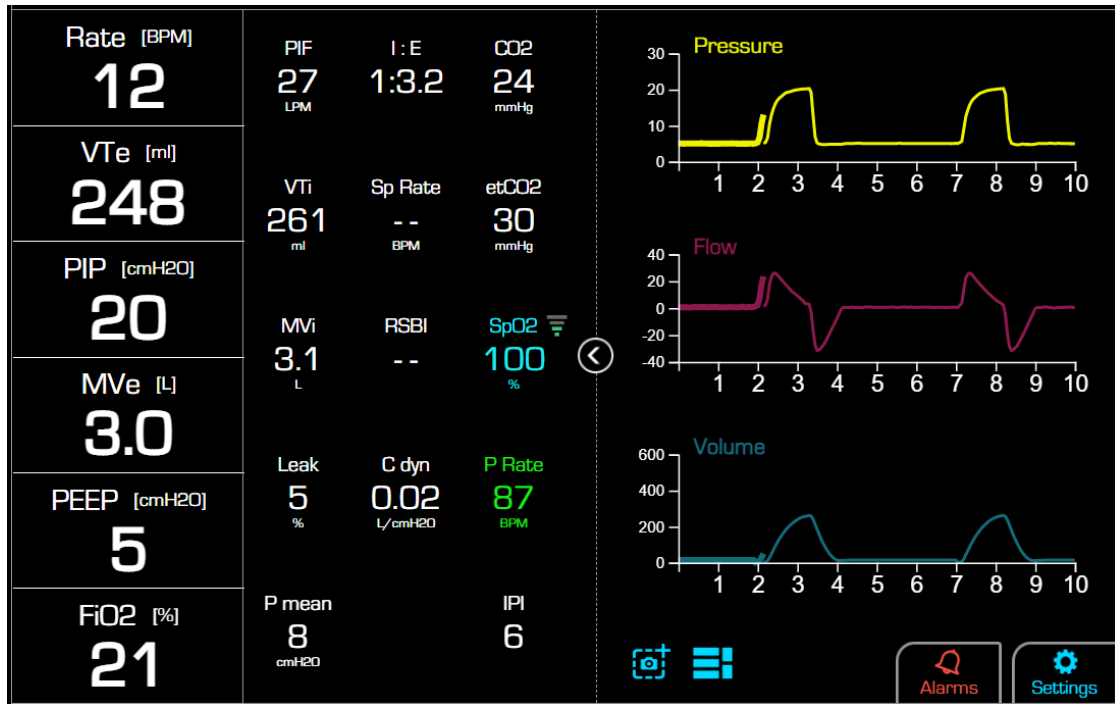 Rate [BPM]
12
VTe [ml]
248
PIP [cmH2O]
20
MVe [L]
3.0
PEEP [cmH2O]
5
FiO2 [%]
21
PIF I:E CO2
27 1:3.2 24
LPM mmHg
VTi Sp Rate etCO2
261 -- 30
ml BPM mmHg
MVi RSBI SpO2
3.1 -- 100
L %
Leak C dyn P Rate
5 0.02 87
% L/cmH2O BPM
P mean IPI
8 6
cmH2O
Pressure
30
20
10
0
1 2 3 4 5 6 7 8 9 10
Flow
40
20
0
-20
-40
1 2 3 4 5 6 7 8 9 10
Volume
600
400
200
0
1 2 3 4 5 6 7 8 9 10
Alarms Settings